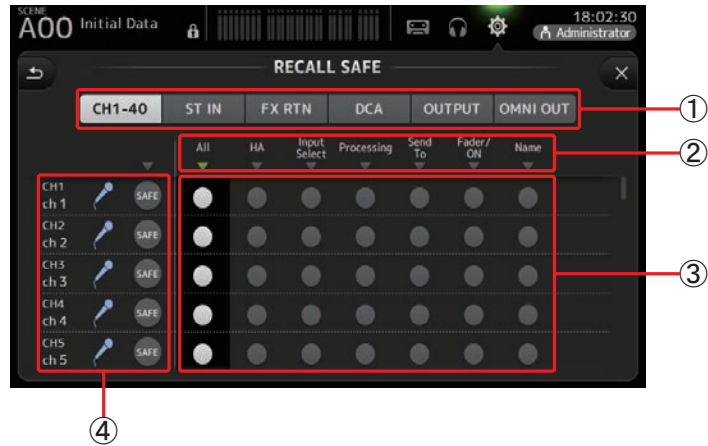 SCENE
A00 Initial Data
18:02:30
Administrator
RECALL SAFE
CH1-40 ST IN FX RTN DCA OUTPUT OMNI OUT
①
All HA Input Select Processing Send To Fader/ON Name
②
CH1
ch 1
SAFE
CH2
ch 2
SAFE
CH3
ch 3
SAFE
③
CH4
ch 4
SAFE
CH5
ch 5
SAFE
④